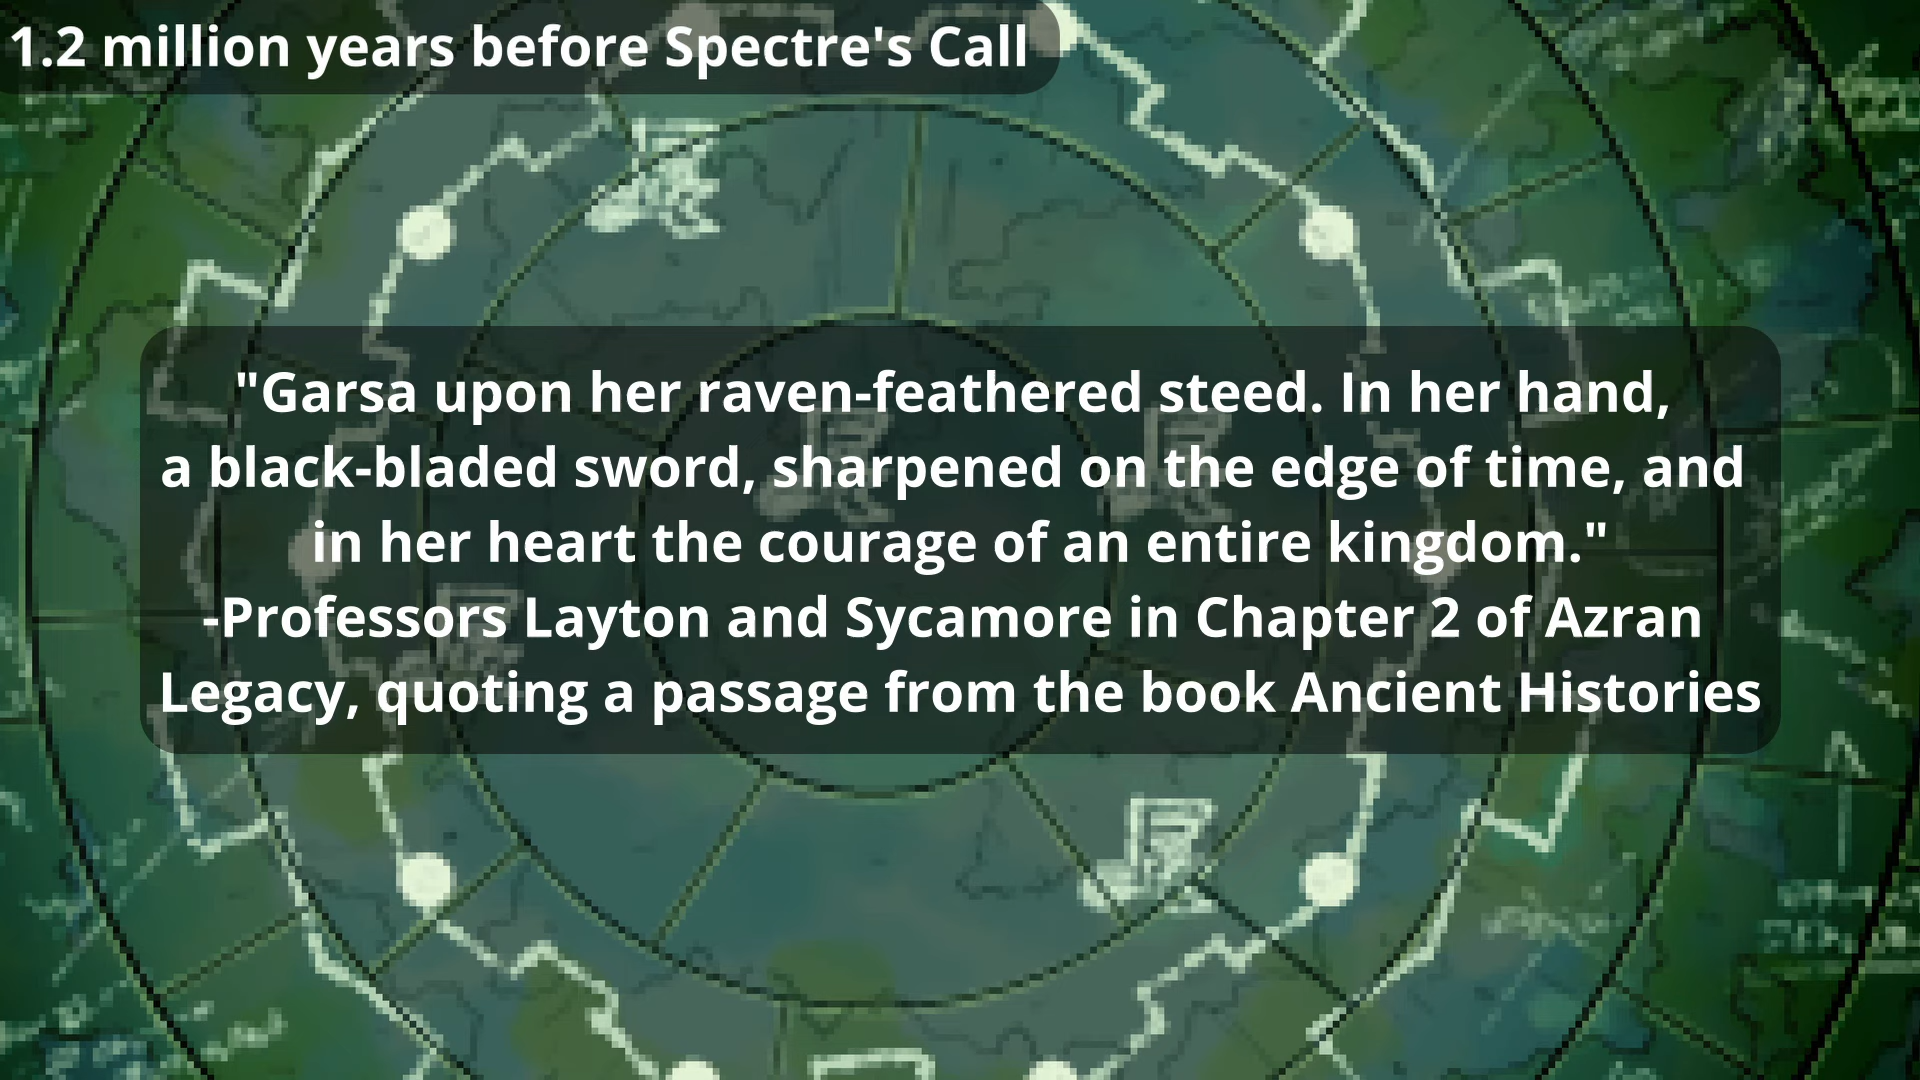 1.2 million years before Spectre's Call
"Garsa upon her raven-feathered steed. In her hand,
a black-bladed sword, sharpened on the edge of time, and
in her heart the courage of an entire kingdom."
-Professors Layton and Sycamore in Chapter 2 of Azran
Legacy, quoting a passage from the book Ancient Histories